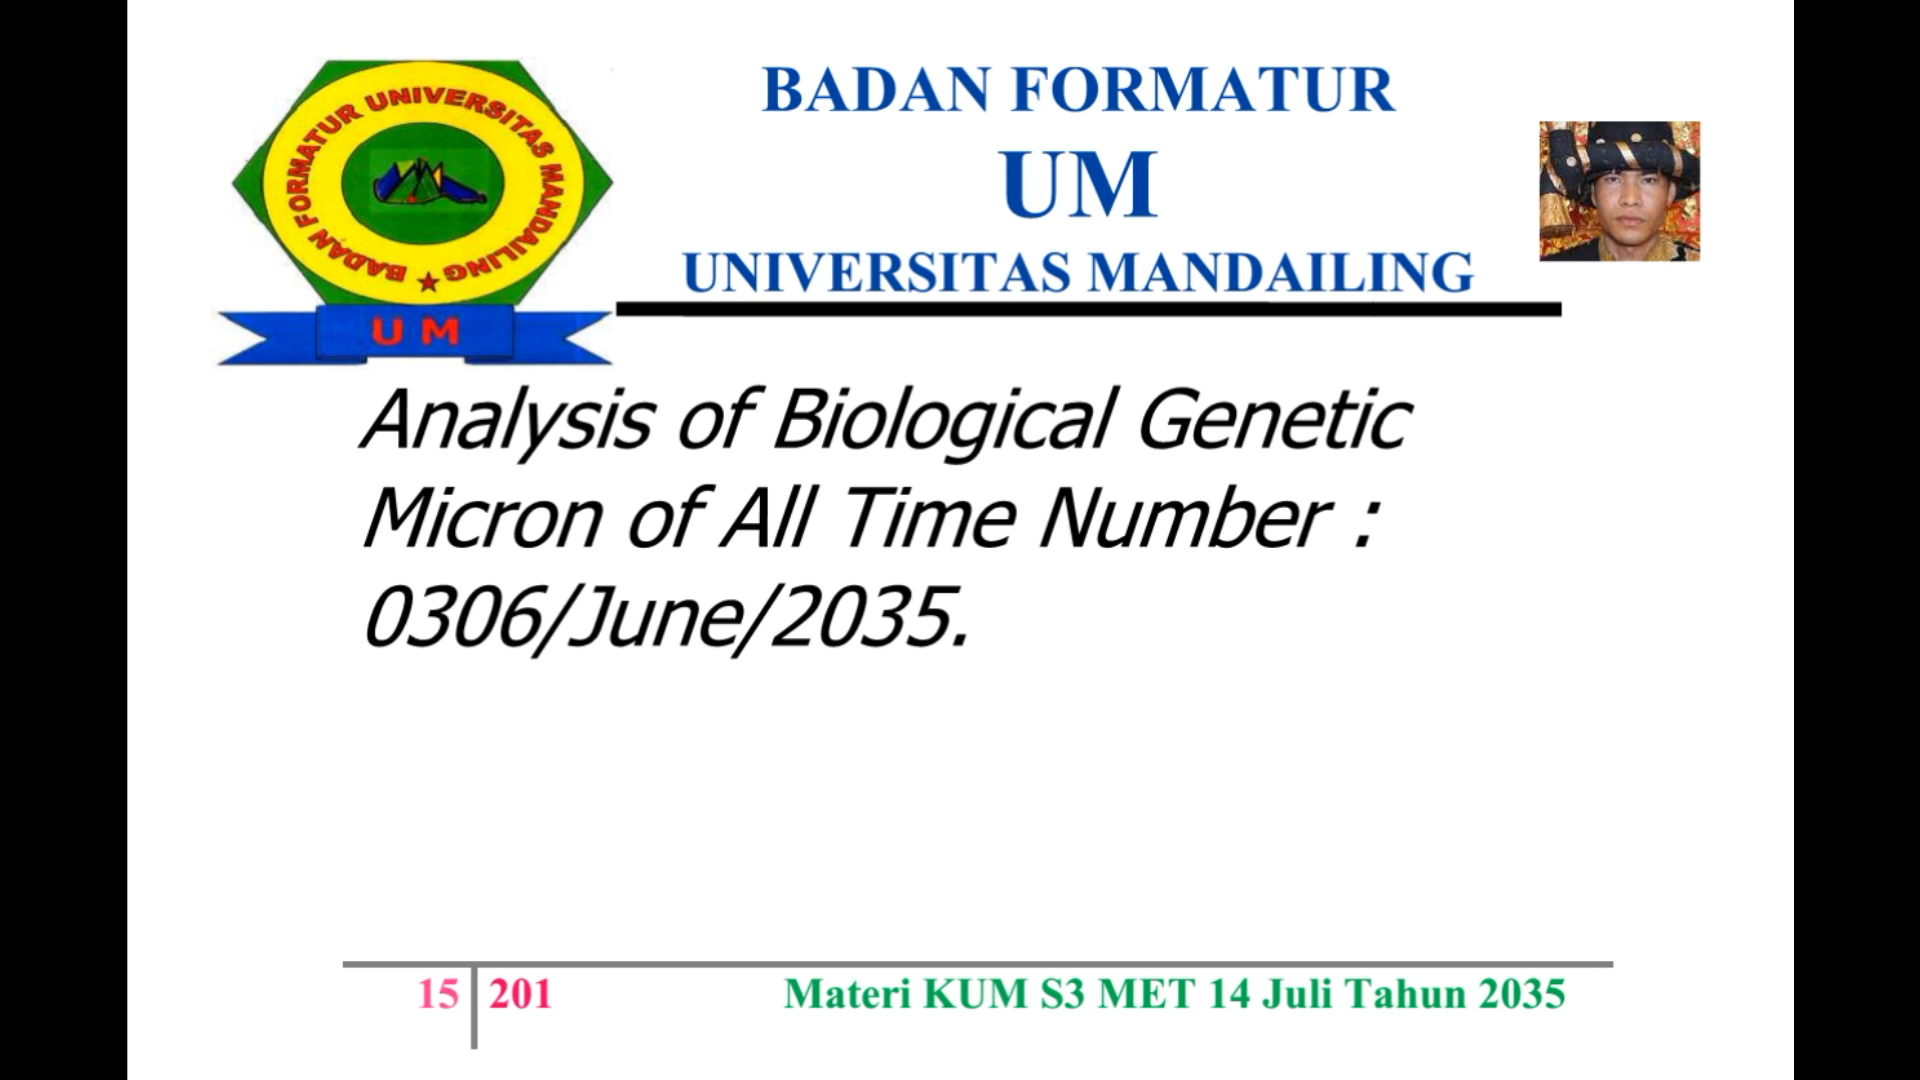 BADAN FORMATUR UNIVERSITAS MANDAILING
UM
BADAN FORMATUR
UM
UNIVERSITAS MANDAILING
Analysis of Biological Genetic
Micron of All Time Number :
0306/June/2035.
15 201
Materi KUM S3 MET 14 Juli Tahun 2035